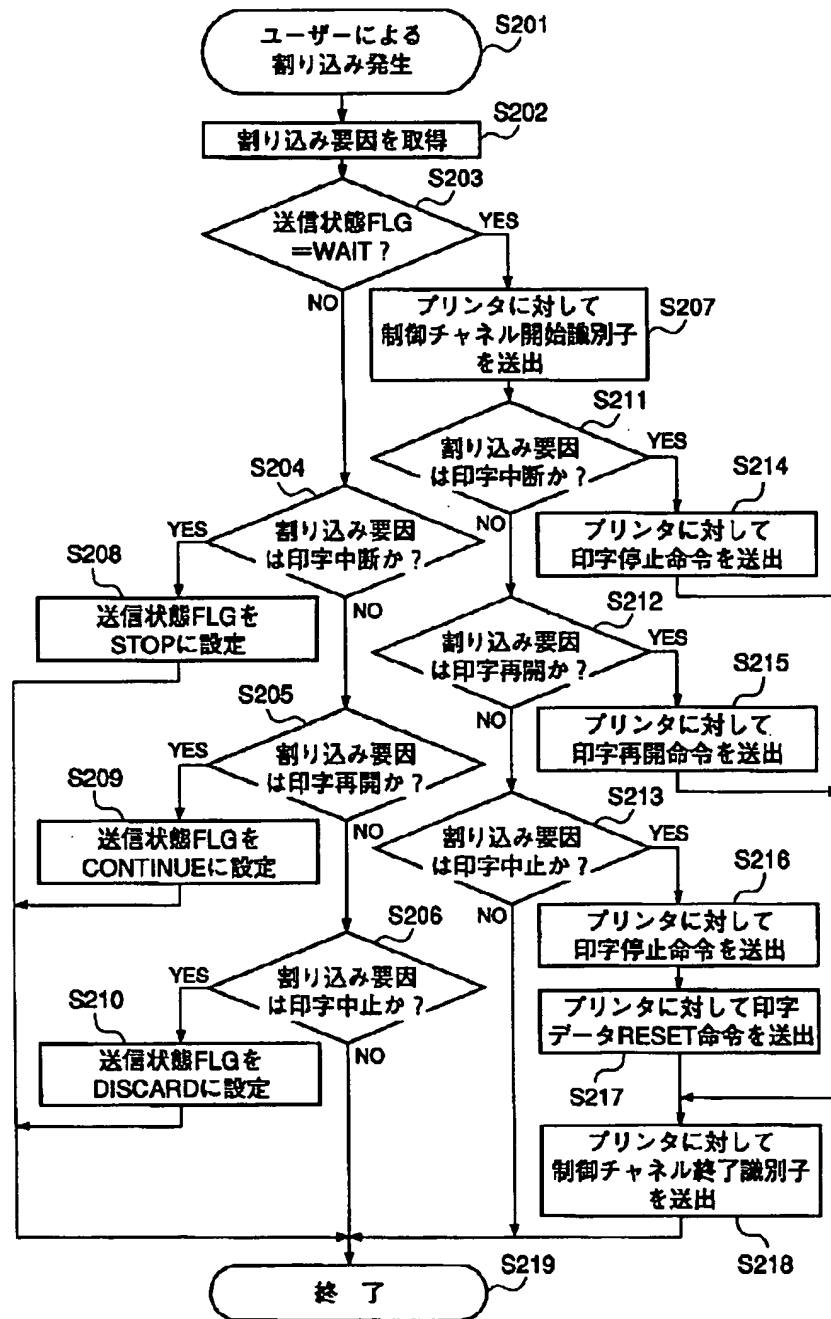 ユーザーによる
割り込み発生
S201
割り込み要因を取得
S202
送信状態FLG
=WAIT？
S203
YES
NO
プリンタに対して
制御チャネル開始識別子
を送出
S207
割り込み要因
は印字中断か？
S211
YES
NO
S204
割り込み要因
は印字中断か？
YES
NO
プリンタに対して
印字停止命令を送出
S214
S208
送信状態FLGを
STOPに設定
割り込み要因
は印字再開か？
S212
YES
NO
S205
割り込み要因
は印字再開か？
YES
NO
プリンタに対して
印字再開命令を送出
S215
S209
送信状態FLGを
CONTINUEに設定
割り込み要因
は印字中止か？
S213
YES
NO
プリンタに対して
印字停止命令を送出
S216
S206
割り込み要因
は印字中止か？
YES
NO
S210
送信状態FLGを
DISCARDに設定
プリンタに対して印字
データRESET命令を送出
S217
プリンタに対して
制御チャネル終了識別子
を送出
S218
終 了
S219